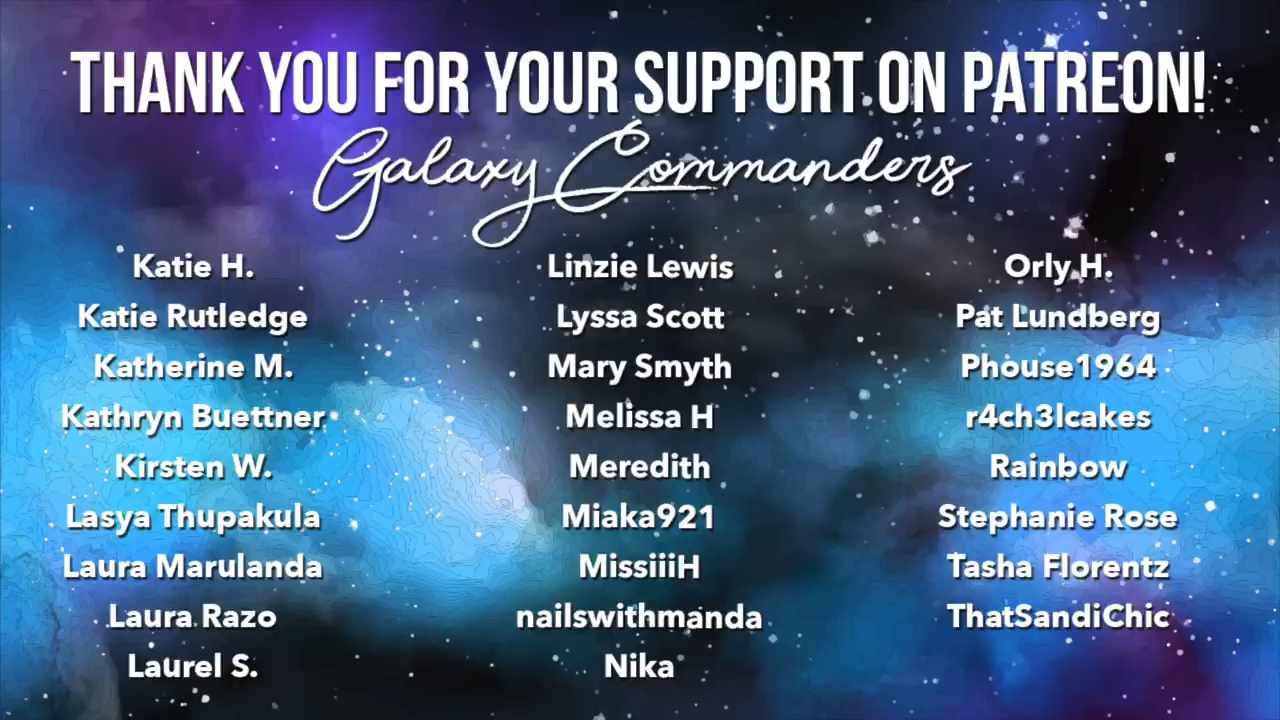 THANK YOU FOR YOUR SUPPORT ON PATREON!
Galaxy Commanders
Katie H.
Katie Rutledge
Katherine M.
Kathryn Buettner
Kirsten W.
Lasya Thupakula
Laura Marulanda
Laura Razo
Laurel S.
Linzie Lewis
Lyssa Scott
Mary Smyth
Melissa H
Meredith
Miaka921
MissiiiH
nailswithmanda
Nika
Orly H.
Pat Lundberg
Phouse1964
r4ch3lcakes
Rainbow
Stephanie Rose
Tasha Florentz
ThatSandiChic